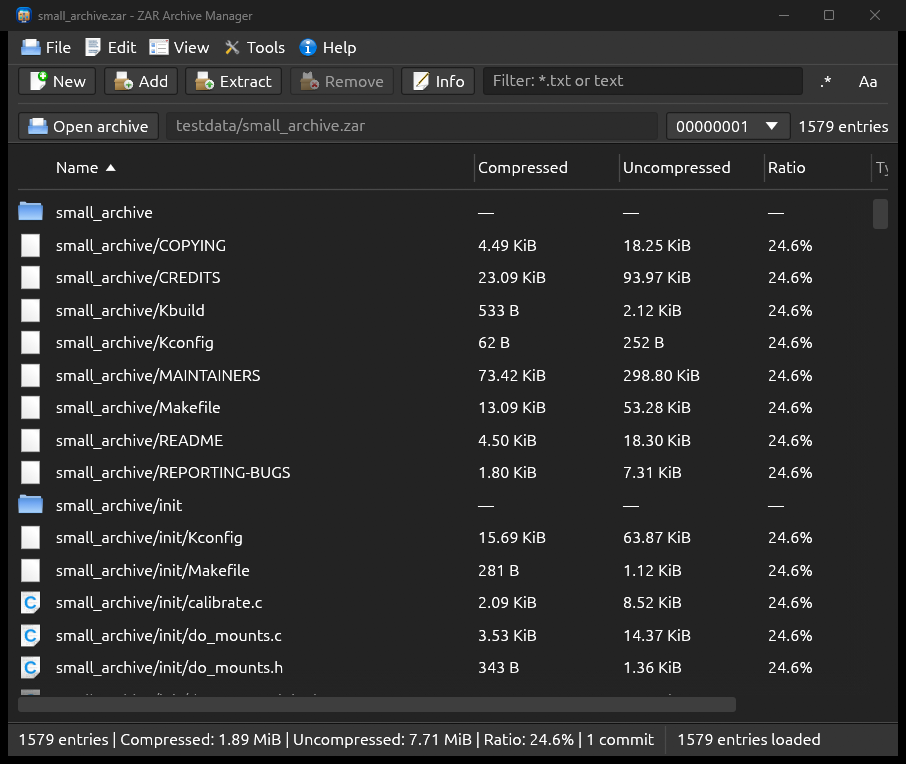 small_archive.zar - ZAR Archive Manager
File Edit View Tools Help
New Add Extract Remove Info Filter: *.txt or text .* Aa
Open archive testdata/small_archive.zar 00000001 1579 entries
Name Compressed Uncompressed Ratio Ty
small_archive — — —
small_archive/COPYING 4.49 KiB 18.25 KiB 24.6%
small_archive/CREDITS 23.09 KiB 93.97 KiB 24.6%
small_archive/Kbuild 533 B 2.12 KiB 24.6%
small_archive/Kconfig 62 B 252 B 24.6%
small_archive/MAINTAINERS 73.42 KiB 298.80 KiB 24.6%
small_archive/Makefile 13.09 KiB 53.28 KiB 24.6%
small_archive/README 4.50 KiB 18.30 KiB 24.6%
small_archive/REPORTING-BUGS 1.80 KiB 7.31 KiB 24.6%
small_archive/init — — —
small_archive/init/Kconfig 15.69 KiB 63.87 KiB 24.6%
small_archive/init/Makefile 281 B 1.12 KiB 24.6%
C small_archive/init/calibrate.c 2.09 KiB 8.52 KiB 24.6%
C small_archive/init/do_mounts.c 3.53 KiB 14.37 KiB 24.6%
C small_archive/init/do_mounts.h 343 B 1.36 KiB 24.6%
1579 entries | Compressed: 1.89 MiB | Uncompressed: 7.71 MiB | Ratio: 24.6% | 1 commit 1579 entries loaded